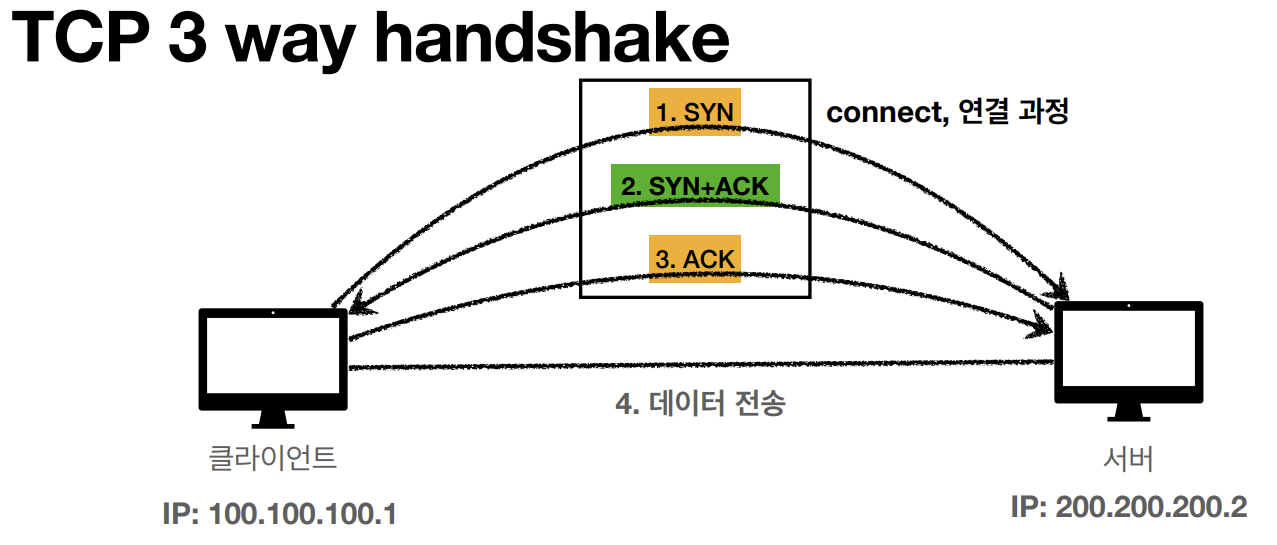 TCP 3 way handshake
1. SYN
connect, 연결 과정
2. SYN+ACK
3. ACK
4. 데이터 전송
클라이언트
서버
IP: 100.100.100.1
IP: 200.200.200.2